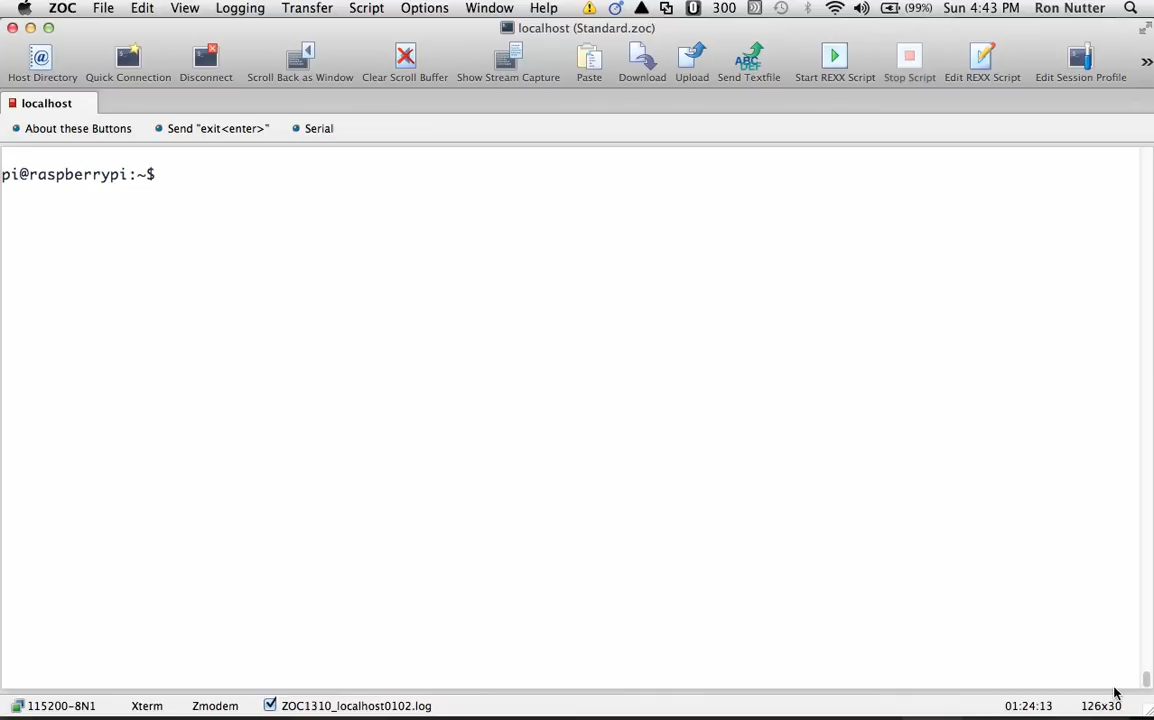 ZOC File Edit View Logging Transfer Script Options Window Help 300 (99%) Sun 4:43 PM Ron Nutter
localhost (Standard.zoc)
Host Directory Quick Connection Disconnect Scroll Back as Window Clear Scroll Buffer Show Stream Capture Paste Download Upload Send Textfile Start REXX Script Stop Script Edit REXX Script Edit Session Profile »
localhost
About these Buttons Send "exit<enter>" Serial
pi@raspberrypi:~$
115200-8N1 Xterm Zmodem ZOC1310_localhost0102.log 01:24:13 126x30